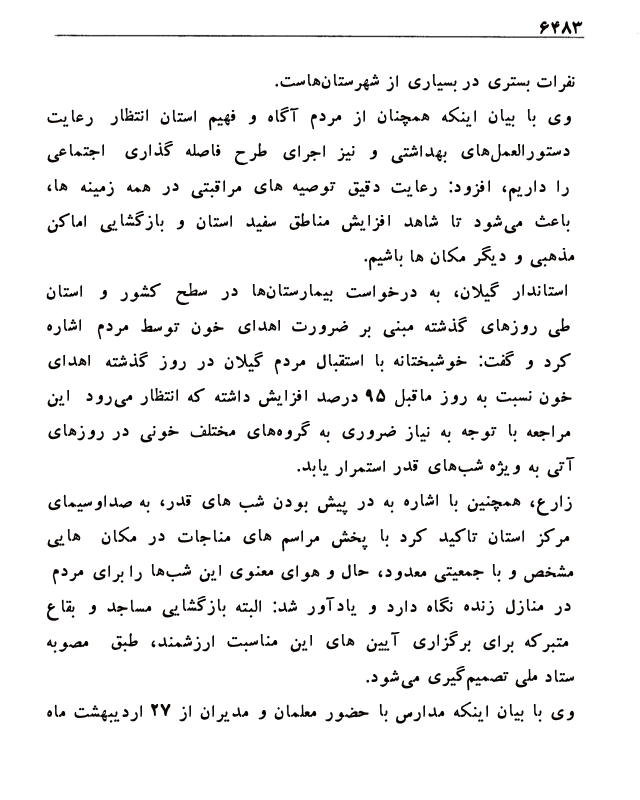 ۶۴۸۳
نفرات بستری در بسیاری از شهرستان‌هاست.
وی با بیان اینکه همچنان از مردم آگاه و فهیم استان انتظار رعایت
دستورالعمل‌های بهداشتی و نیز اجرای طرح فاصله گذاری اجتماعی
را داریم، افزود: رعایت دقیق توصیه های مراقبتی در همه زمینه ها،
باعث می‌شود تا شاهد افزایش مناطق سفید استان و بازگشایی اماکن
مذهبی و دیگر مکان ها باشیم.
استاندار گیلان، به درخواست بیمارستان‌ها در سطح کشور و استان
طی روزهای گذشته مبنی بر ضرورت اهدای خون توسط مردم اشاره
کرد و گفت: خوشبختانه با استقبال مردم گیلان در روز گذشته اهدای
خون نسبت به روز ماقبل ۹۵ درصد افزایش داشته که انتظار می‌رود این
مراجعه با توجه به نیاز ضروری به گروه‌های مختلف خونی در روزهای
آتی به ویژه شب‌های قدر استمرار یابد.
زارع، همچنین با اشاره به در پیش بودن شب های قدر، به صداوسیمای
مرکز استان تاکید کرد با پخش مراسم های مناجات در مکان هایی
مشخص و با جمعیتی معدود، حال و هوای معنوی این شب‌ها را برای مردم
در منازل زنده نگاه دارد و یادآور شد: البته بازگشایی مساجد و بقاع
متبرکه برای برگزاری آیین های این مناسبت ارزشمند، طبق مصوبه
ستاد ملی تصمیم‌گیری می‌شود.
وی با بیان اینکه مدارس با حضور معلمان و مدیران از ۲۷ اردیبهشت ماه